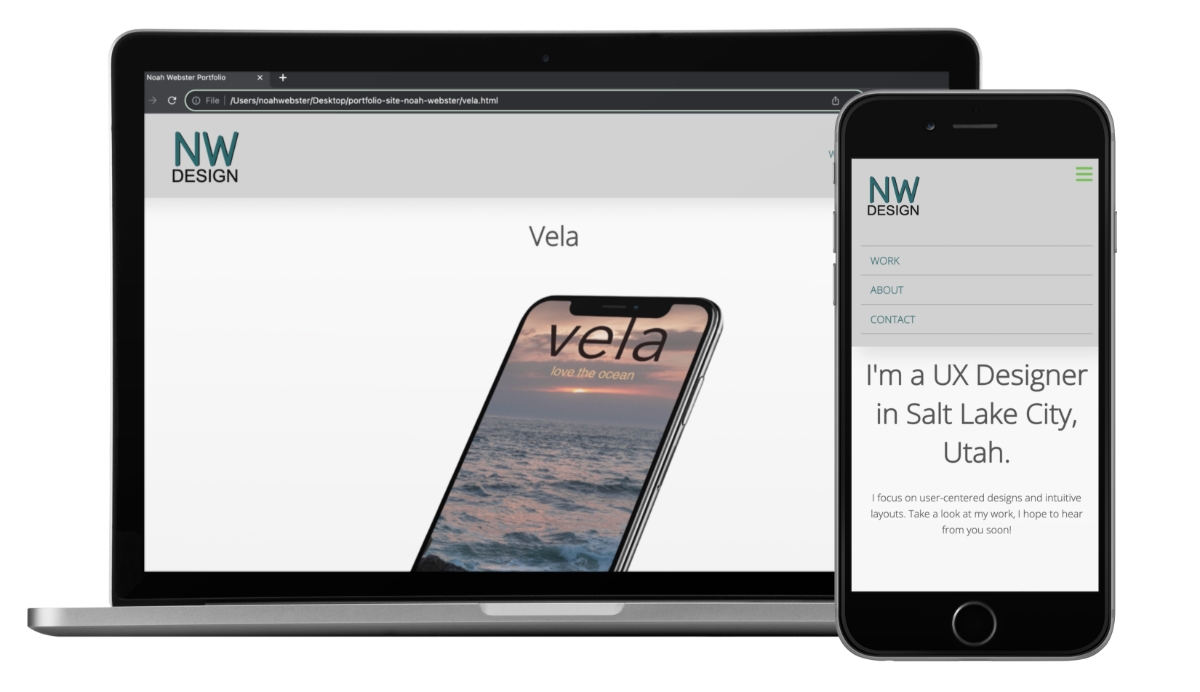 Noah Webster Portfolio
File /Users/noahwebster/Desktop/portfolio-site-noah-webster/vela.html
NW
DESIGN
Vela
vela
love the ocean
NW
DESIGN
WORK
ABOUT
CONTACT
I'm a UX Designer
in Salt Lake City,
Utah.
I focus on user-centered designs and intuitive
layouts. Take a look at my work, I hope to hear
from you soon!